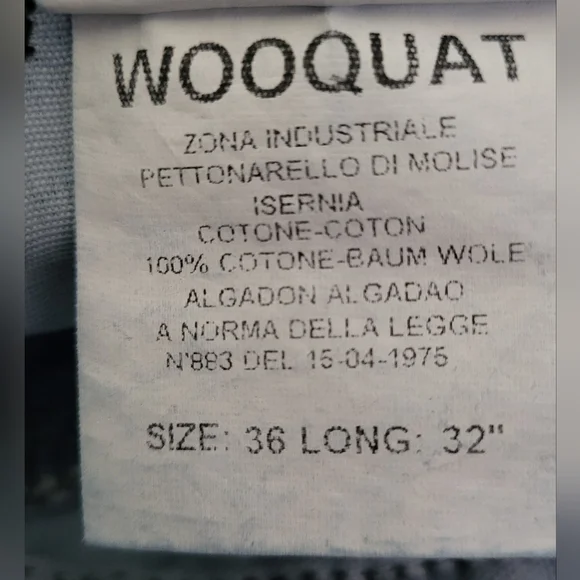 WOOQUAT
ZONA INDUSTRIALE
PETTONARELLO DI MOLISE
ISERNIA
COTONE-COTON
100% COTONE-BAUM WOLE
ALGADON ALGADAO
A NORMA DELLA LEGGE
N'883 DEL 15-04-1975
SIZE: 36 LONG: 32"